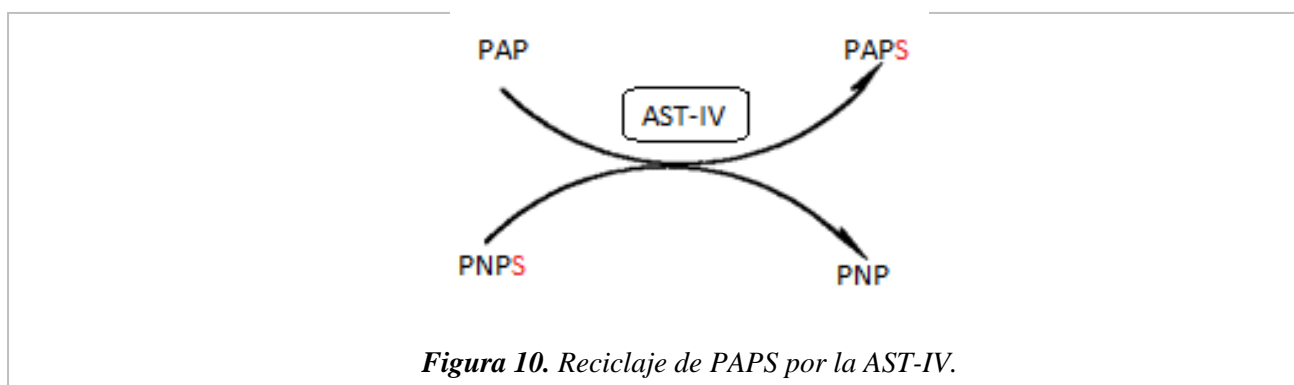 PAP PAPS
AST-IV
PNPS PNP
Figura 10. Reciclaje de PAPS por la AST-IV.